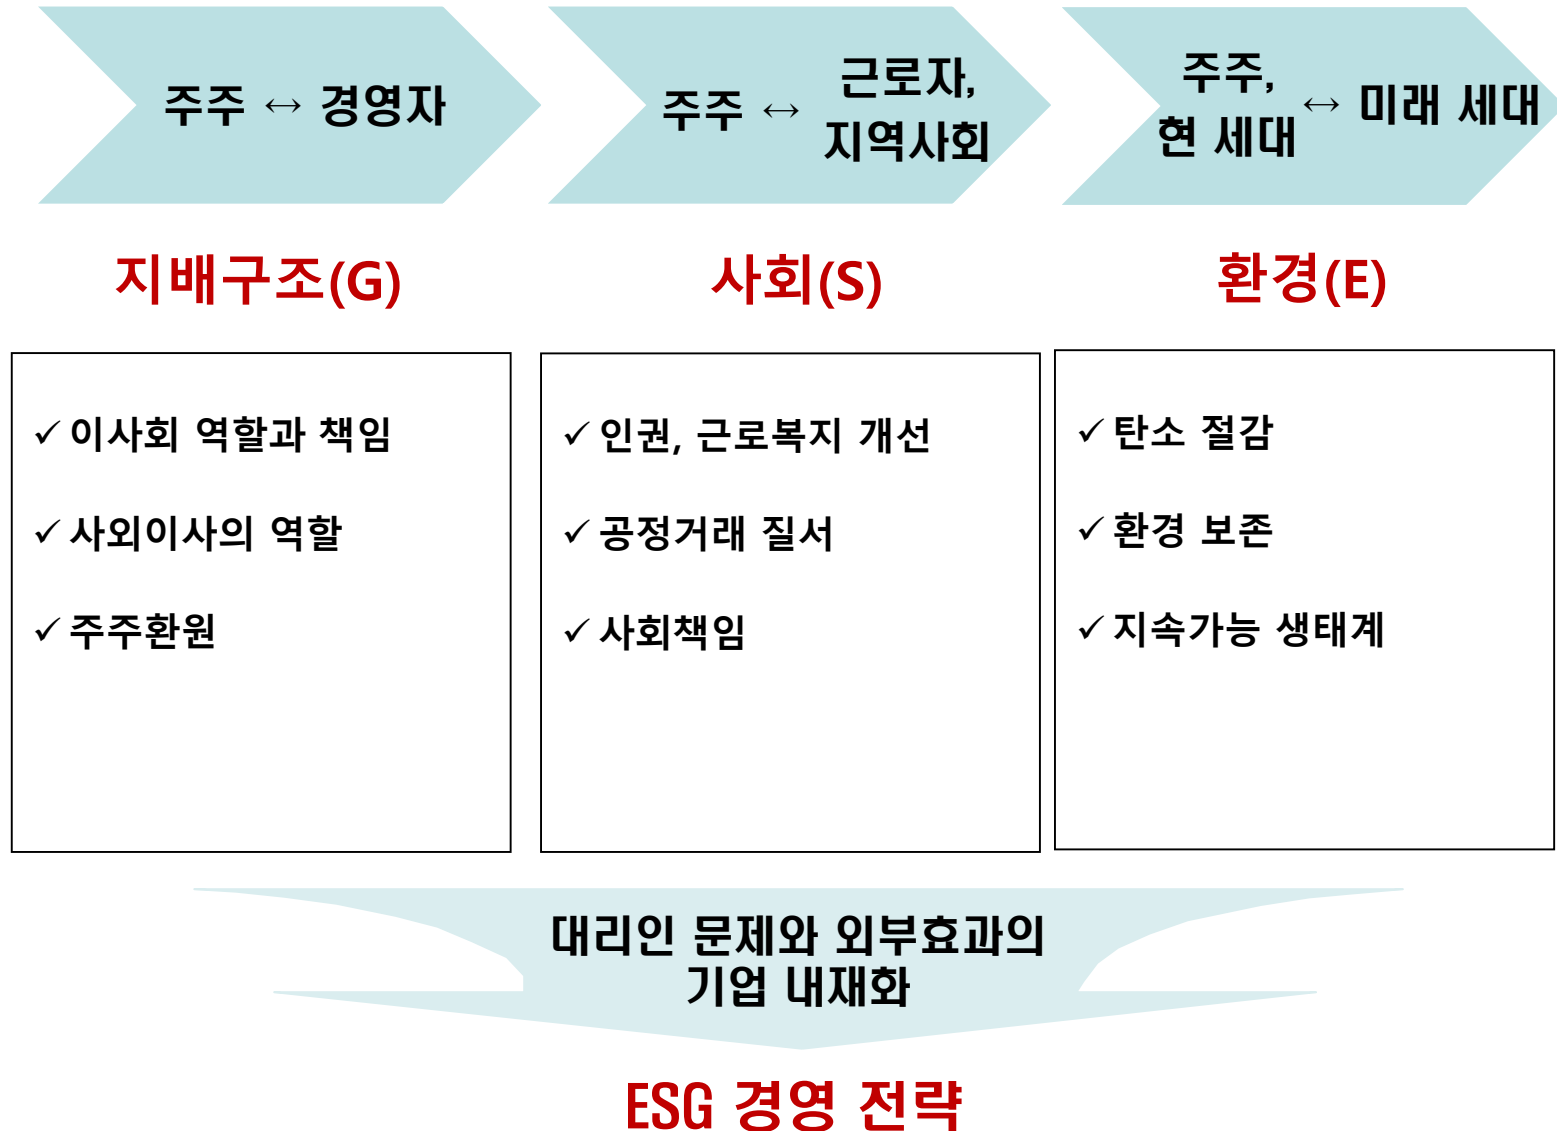 주주 ↔ 경영자
주주 ↔ 근로자,
지역사회
주주,
현 세대 ↔ 미래 세대
지배구조(G)
사회(S)
환경(E)
✓ 이사회 역할과 책임
✓ 사외이사의 역할
✓ 주주환원
✓ 인권, 근로복지 개선
✓ 공정거래 질서
✓ 사회책임
✓ 탄소 절감
✓ 환경 보존
✓ 지속가능 생태계
대리인 문제와 외부효과의
기업 내재화
ESG 경영 전략